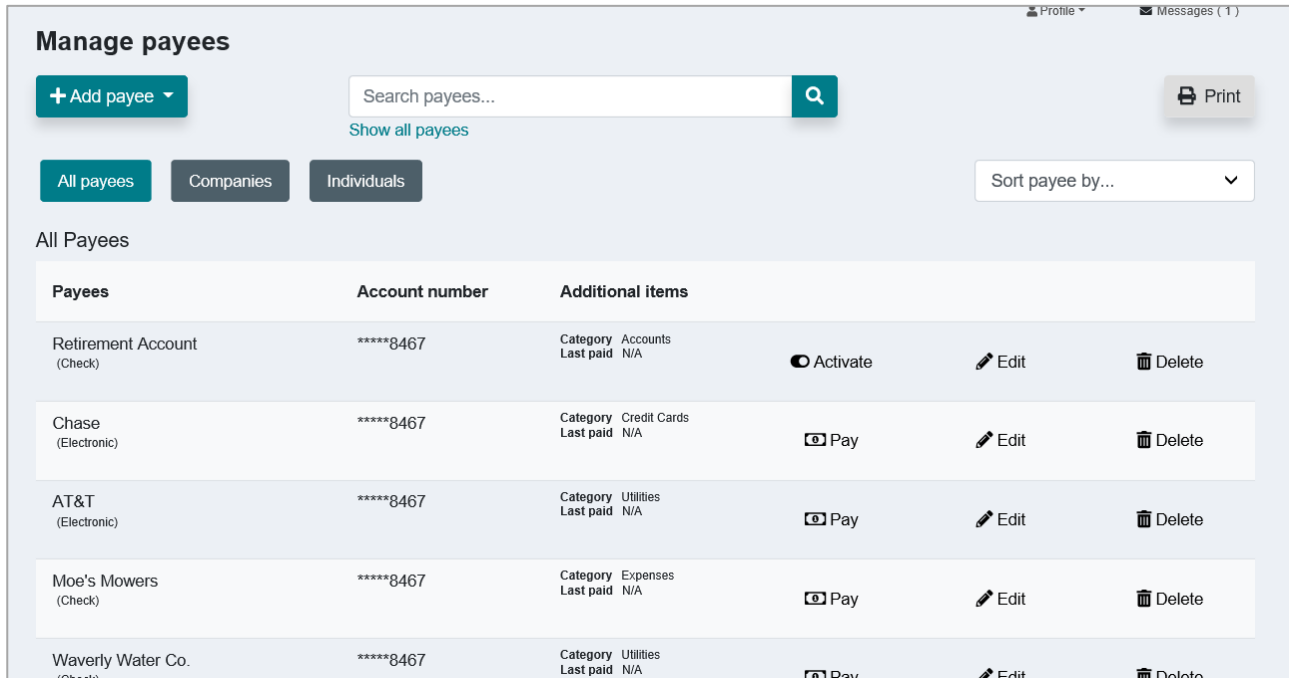 Profile Messages ( 1 )
Manage payees
Add payee Search payees... Print
Show all payees
All payees Companies Individuals Sort payee by...
All Payees
Payees Account number Additional items
Retirement Account *****8467 Category Accounts
(Check) Last paid N/A
Activate Edit Delete
Chase *****8467 Category Credit Cards
(Electronic) Last paid N/A
Pay Edit Delete
AT&T *****8467 Category Utilities
(Electronic) Last paid N/A
Pay Edit Delete
Moe's Mowers *****8467 Category Expenses
(Check) Last paid N/A
Pay Edit Delete
Waverly Water Co. *****8467 Category Utilities
(Check) Last paid N/A
Pay Edit Delete